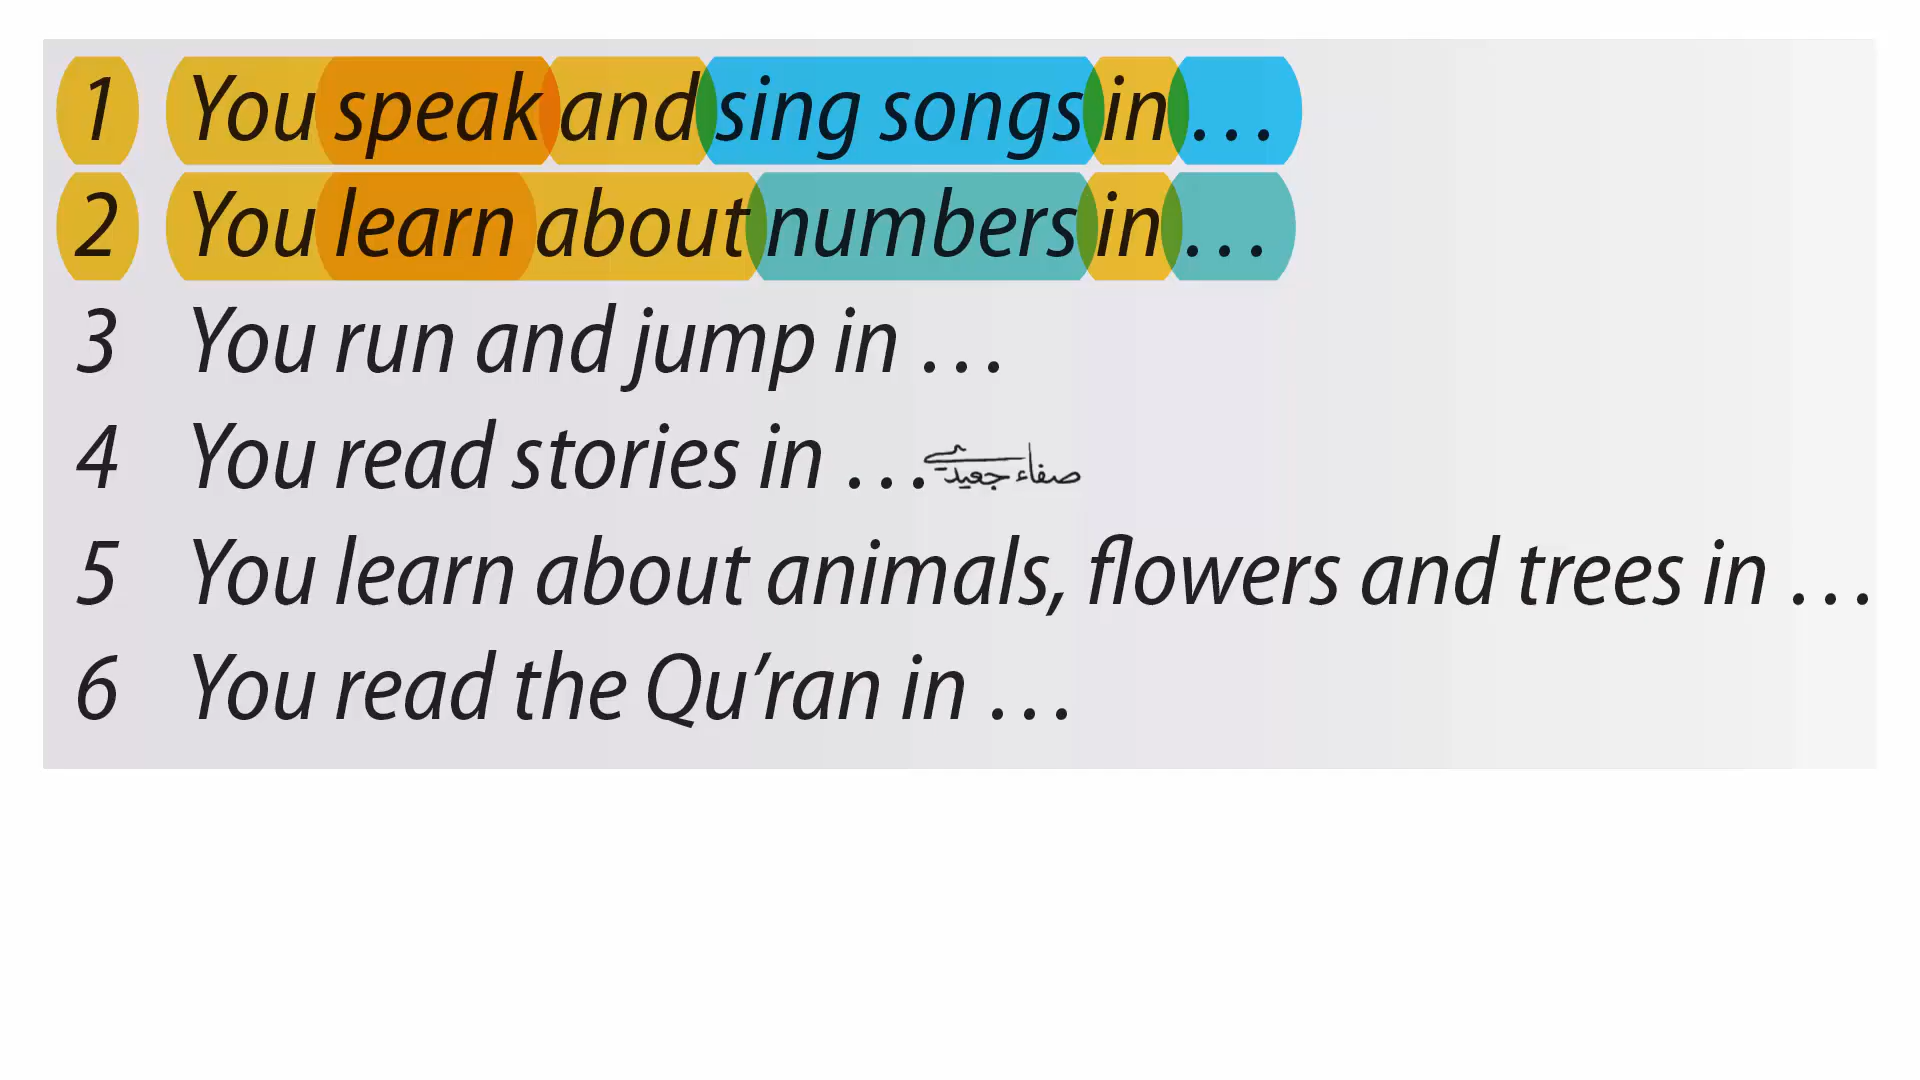 1 You speak and sing songs in …
2 You learn about numbers in …
3 You run and jump in …
4 You read stories in …
صفاء جعيدي
5 You learn about animals, flowers and trees in …
6 You read the Qu’ran in …